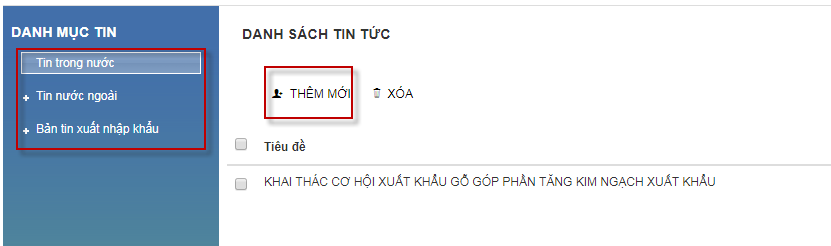 DANH MỤC TIN
Tin trong nước
Tin nước ngoài
Bản tin xuất nhập khẩu
DANH SÁCH TIN TỨC
THÊM MỚI XÓA
Tiêu đề
KHAI THÁC CƠ HỘI XUẤT KHẨU GỖ GÓP PHẦN TĂNG KIM NGẠCH XUẤT KHẨU